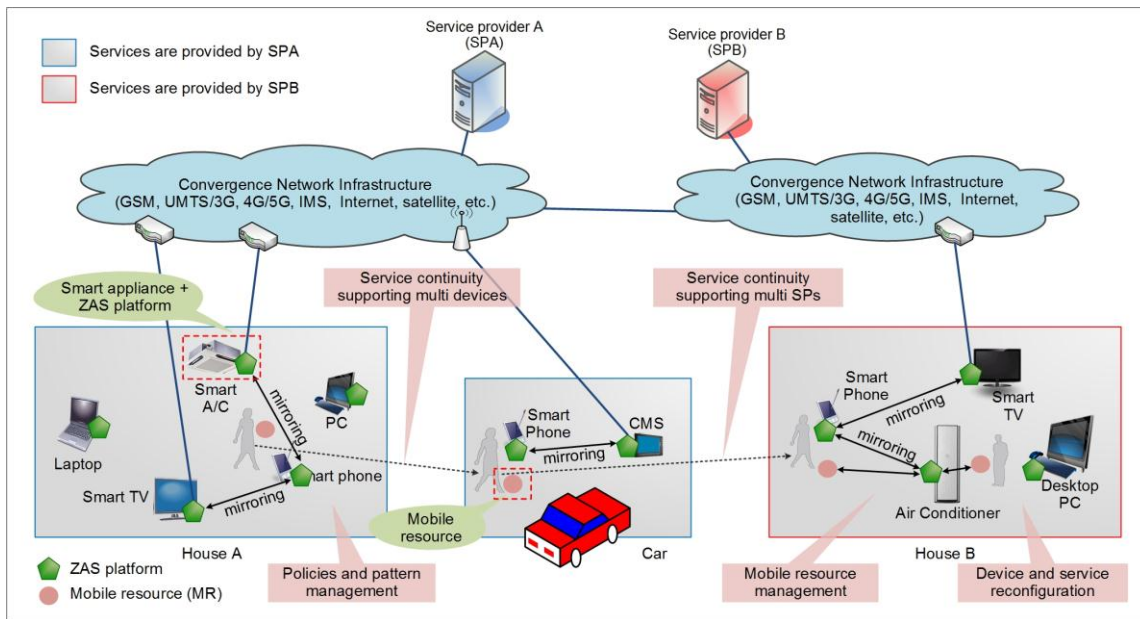 Service provider A
(SPA)
Service provider B
(SPB)
Services are provided by SPA
Services are provided by SPB
Convergence Network Infrastructure
(GSM, UMTS/3G, 4G/5G, IMS, Internet, satellite, etc.)
Convergence Network Infrastructure
(GSM, UMTS/3G, 4G/5G, IMS, Internet,
satellite, etc.)
Smart appliance +
ZAS platform
Service continuity
supporting multi devices
Service continuity
supporting multi SPs
Smart
A/C
mirroring
PC
Laptop
Smart TV
mirroring
mart phone
House A
Smart
Phone
mirroring
CMS
Mobile
resource
Car
Smart
Phone
mirroring
Smart
TV
mirroring
Air Conditioner
Desktop
PC
House B
ZAS platform
Mobile resource (MR)
Policies and pattern
management
Mobile resource
management
Device and service
reconfiguration